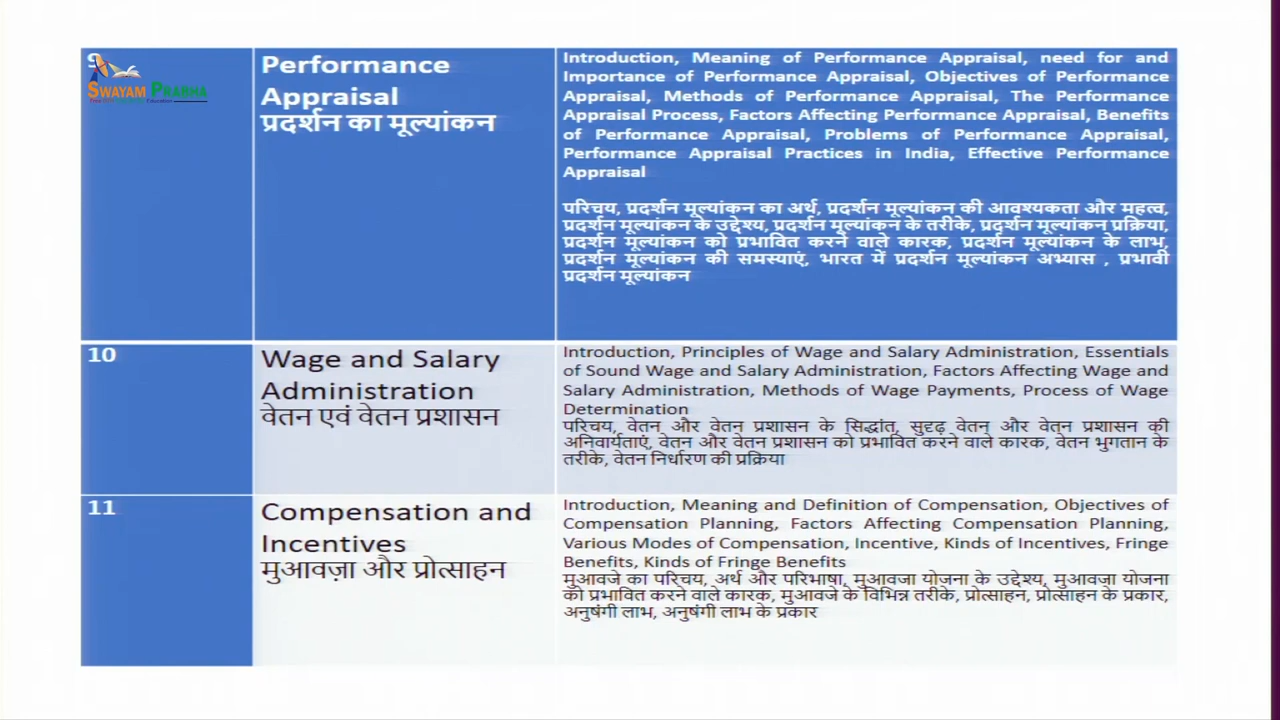 9
SWAYAM PRABHA
Performance
Appraisal
प्रदर्शन का मूल्यांकन
Introduction, Meaning of Performance Appraisal, need for and
Importance of Performance Appraisal, Objectives of Performance
Appraisal, Methods of Performance Appraisal, The Performance
Appraisal Process, Factors Affecting Performance Appraisal, Benefits
of Performance Appraisal, Problems of Performance Appraisal,
Performance Appraisal Practices in India, Effective Performance
Appraisal
परिचय, प्रदर्शन मूल्यांकन का अर्थ, प्रदर्शन मूल्यांकन की आवश्यकता और महत्व,
प्रदर्शन मूल्यांकन के उद्देश्य, प्रदर्शन मूल्यांकन के तरीके, प्रदर्शन मूल्यांकन प्रक्रिया,
प्रदर्शन मूल्यांकन को प्रभावित करने वाले कारक, प्रदर्शन मूल्यांकन के लाभ,
प्रदर्शन मूल्यांकन की समस्याएं, भारत में प्रदर्शन मूल्यांकन अभ्यास , प्रभावी
प्रदर्शन मूल्यांकन
10
Wage and Salary
Administration
वेतन एवं वेतन प्रशासन
Introduction, Principles of Wage and Salary Administration, Essentials
of Sound Wage and Salary Administration, Factors Affecting Wage and
Salary Administration, Methods of Wage Payments, Process of Wage
Determination
परिचय, वेतन और वेतन प्रशासन के सिद्धांत, सुदृढ़ वेतन और वेतन प्रशासन की
अनिवार्यताएं, वेतन और वेतन प्रशासन को प्रभावित करने वाले कारक, वेतन भुगतान के
तरीके, वेतन निर्धारण की प्रक्रिया
11
Compensation and
Incentives
मुआवज़ा और प्रोत्साहन
Introduction, Meaning and Definition of Compensation, Objectives of
Compensation Planning, Factors Affecting Compensation Planning,
Various Modes of Compensation, Incentive, Kinds of Incentives, Fringe
Benefits, Kinds of Fringe Benefits
मुआवजे का परिचय, अर्थ और परिभाषा, मुआवजा योजना के उद्देश्य, मुआवजा योजना
को प्रभावित करने वाले कारक, मुआवजे के विभिन्न तरीके, प्रोत्साहन, प्रोत्साहन के प्रकार,
अनुषंगी लाभ, अनुषंगी लाभ के प्रकार